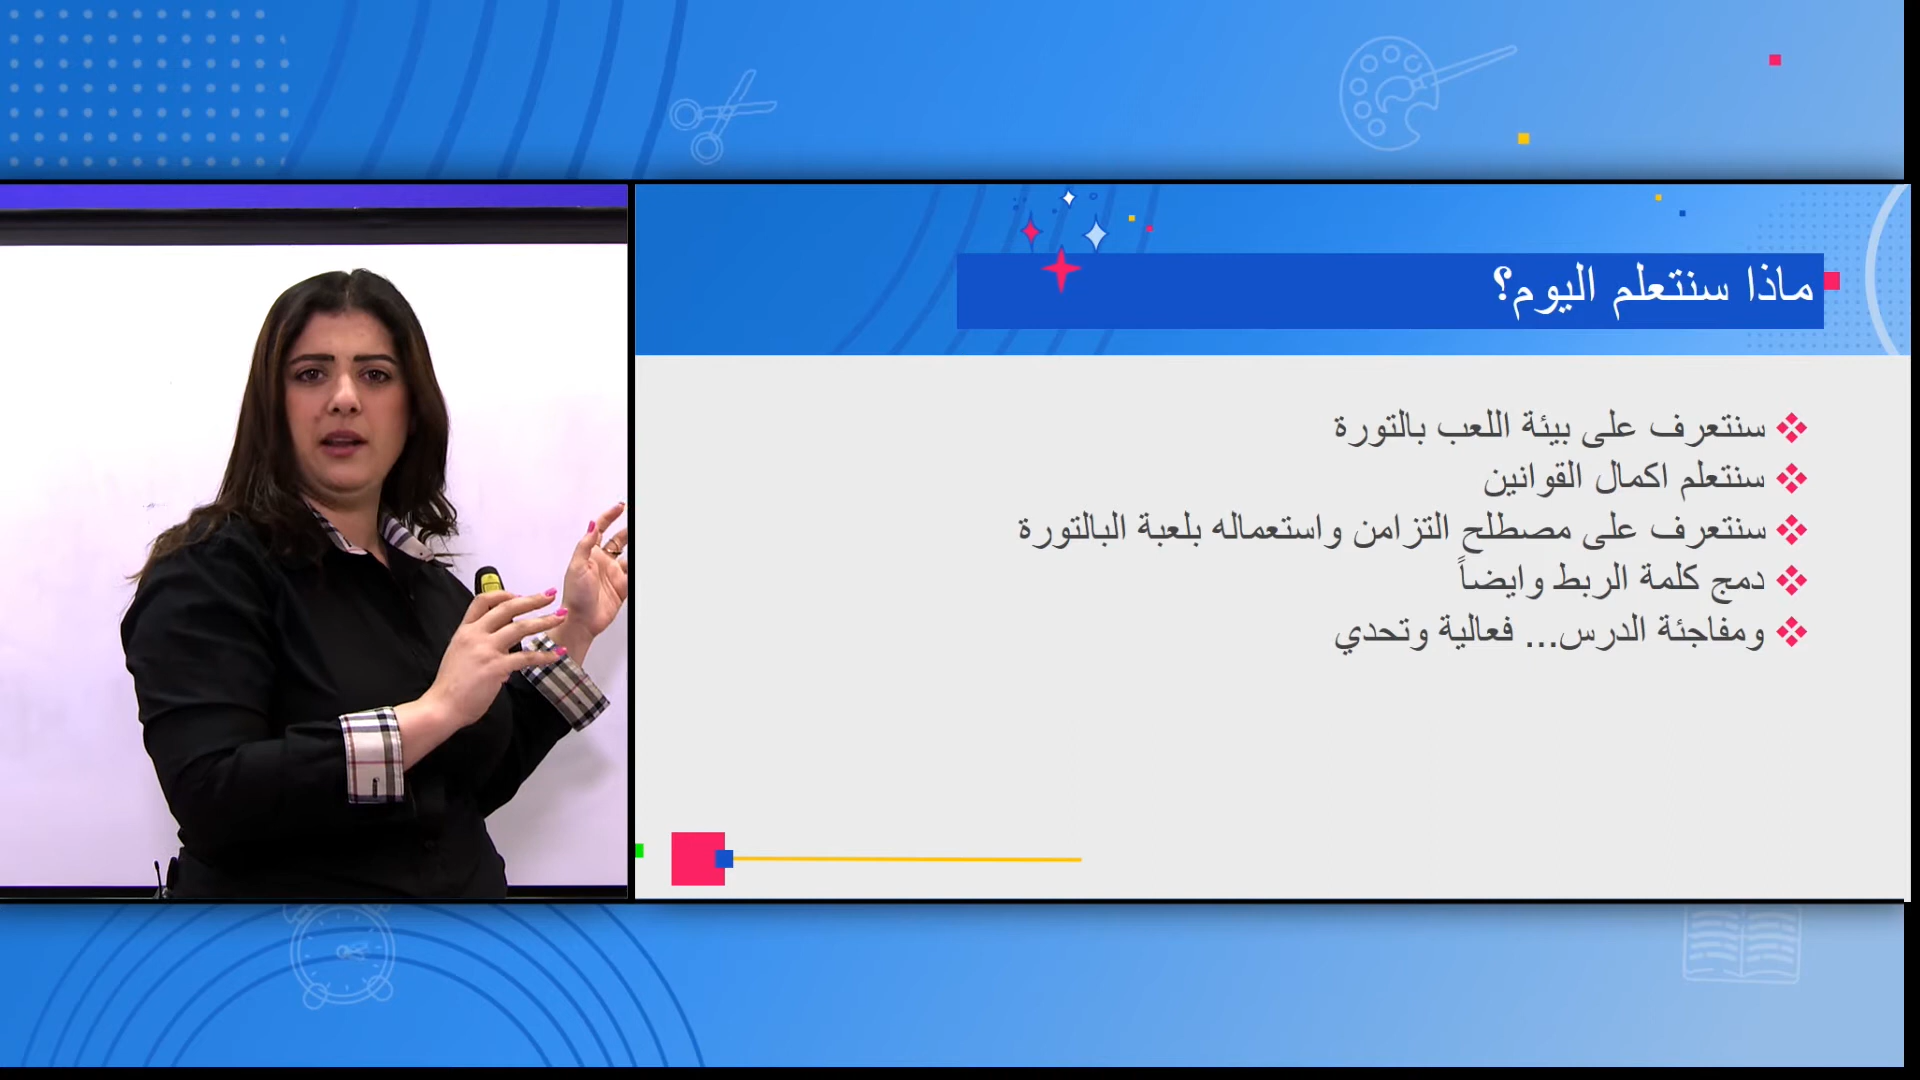 ماذا سنتعلم اليوم؟
سنتعرف على بيئة اللعب بالتورة
سنتعلم اكمال القوانين
سنتعرف على مصطلح التزامن واستعماله بلعبة البالتورة
دمج كلمة الربط وايضاً
ومفاجئة الدرس... فعالية وتحدي